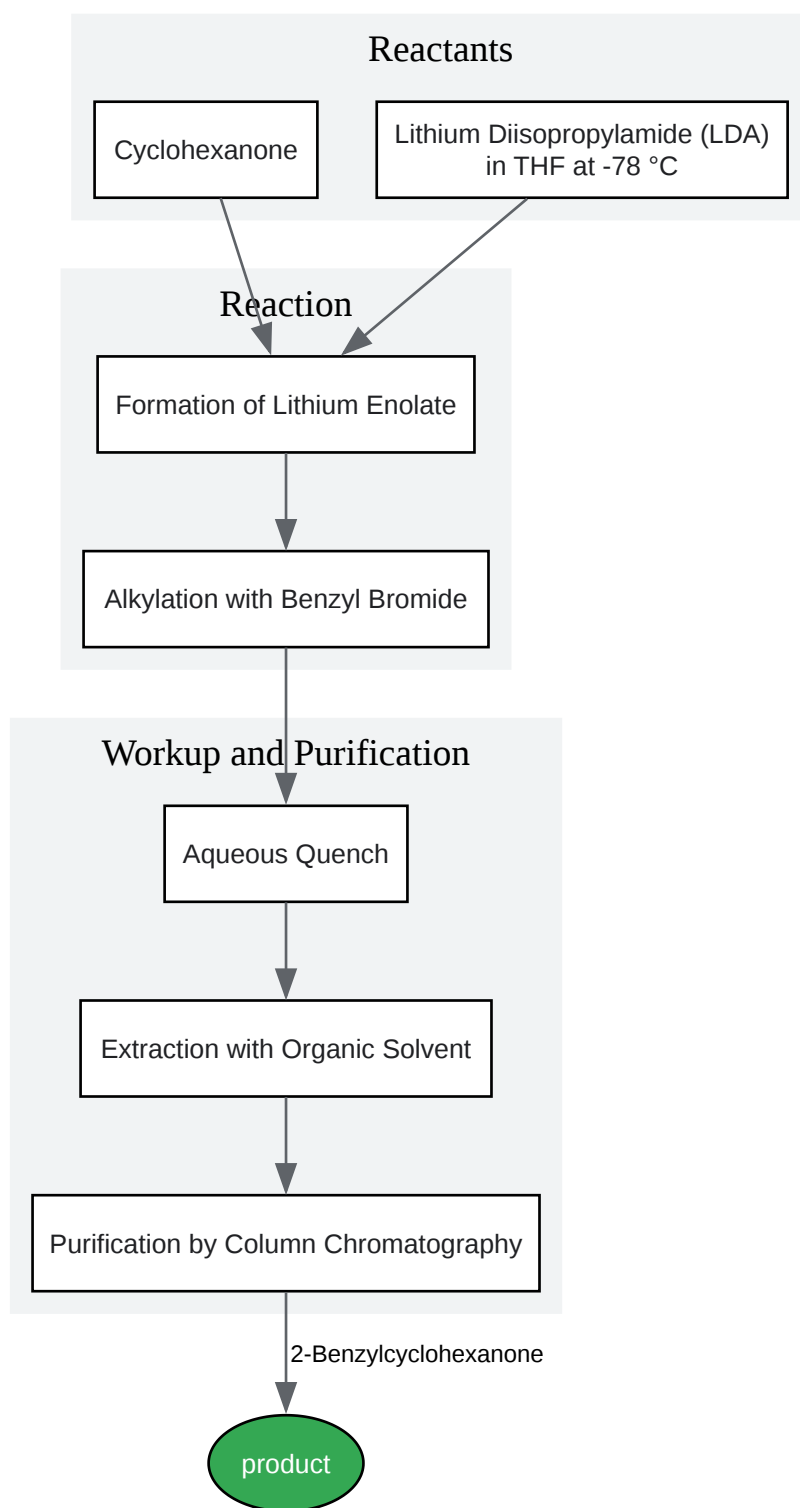 Reactants
Cyclohexanone
Lithium Diisopropylamide (LDA)
in THF at -78 °C
Reaction
Formation of Lithium Enolate
Alkylation with Benzyl Bromide
Workup and Purification
Aqueous Quench
Extraction with Organic Solvent
Purification by Column Chromatography
2-Benzylcyclohexanone
product